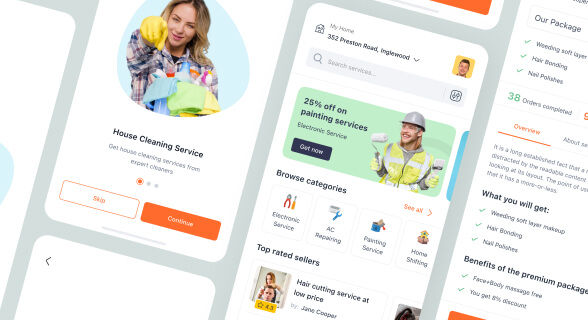 House Cleaning Service
Get house cleaning services from
expert cleaners
Skip
Continue
My Home
352 Preston Road, Inglewood
Search services...
25% off on
painting services
Electronic Service
Get now
Browse categories
See all
Electronic
Service
AC
Repairing
Painting
Service
Home
Shifting
Top rated sellers
4.3
Hair cutting service at
low price
by: Jane Cooper
Our Package
Weeding soft layer
Hair Bonding
Nail Polishes
38 Orders completed
Overview
About se
It is a long established fact that a
distracted by the readable content
looking at its layout. The point of us
that it has a more-or-less.
What you will get:
Weeding soft layer makeup
Hair Bonding
Nail Polishes
Benefits of the premium package
Face+Body massage free
You get 8% discount